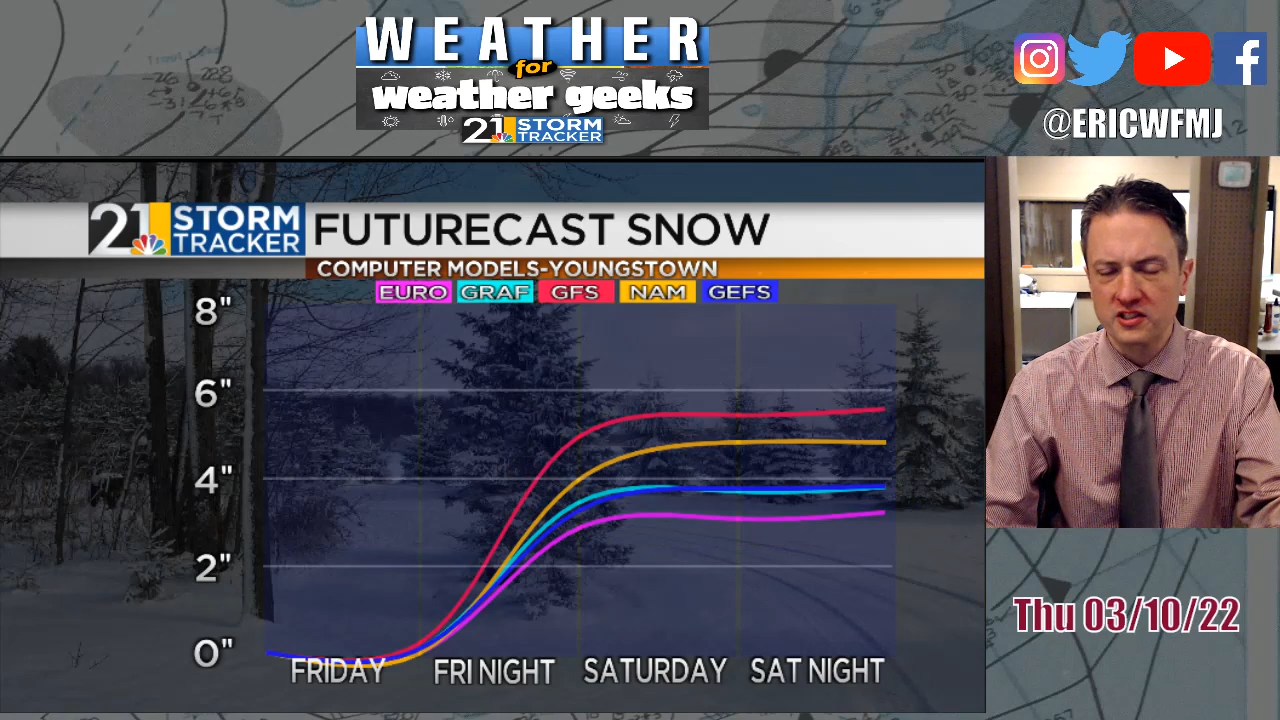 WEATHER
for
weather geeks
21 STORM
TRACKER
@ERICWFMJ
21 STORM
TRACKER
FUTURECAST SNOW
COMPUTER MODELS-YOUNGSTOWN
EURO GRAF GFS NAM GEFS
8"
6"
4"
2"
0"
FRIDAY FRI NIGHT SATURDAY SAT NIGHT
Thu 03/10/22